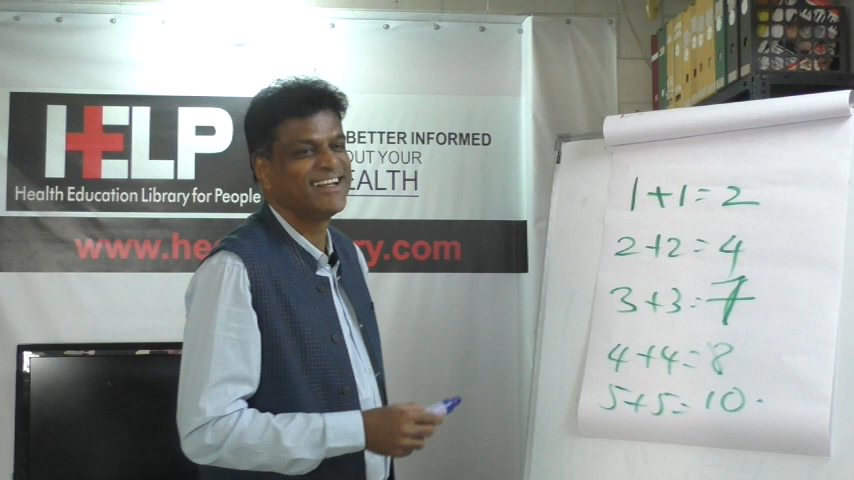 HELP
Health Education Library for People
BETTER INFORMED
OUT YOUR
EALTH
www.hea ry.com
1+1=2
2+2=4
3+3=7
4+4=8
5+5=10.